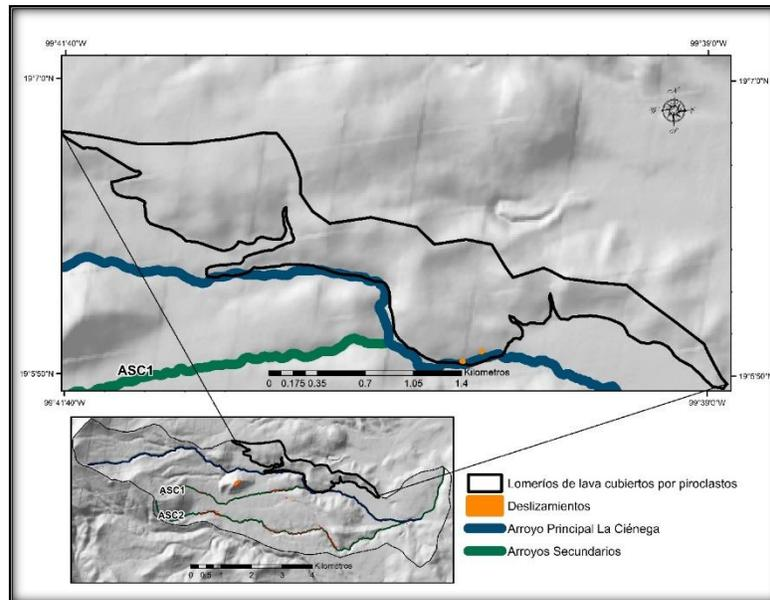 99°41'40"W
99°39'0"W
19°7'0"N
19°7'0"N
N
W
S
ASC1
Kilometros
0 0.175 0.35 0.7 1.05 1.4
19°5'50"N
19°5'50"N
99°41'40"W
99°39'0"W
ASC1
ASC2
Kilometros
0 0.5 1 2 3 4
Lomeríos de lava cubiertos por piroclastos
Deslizamientos
Arroyo Principal La Ciénega
Arroyos Secundarios